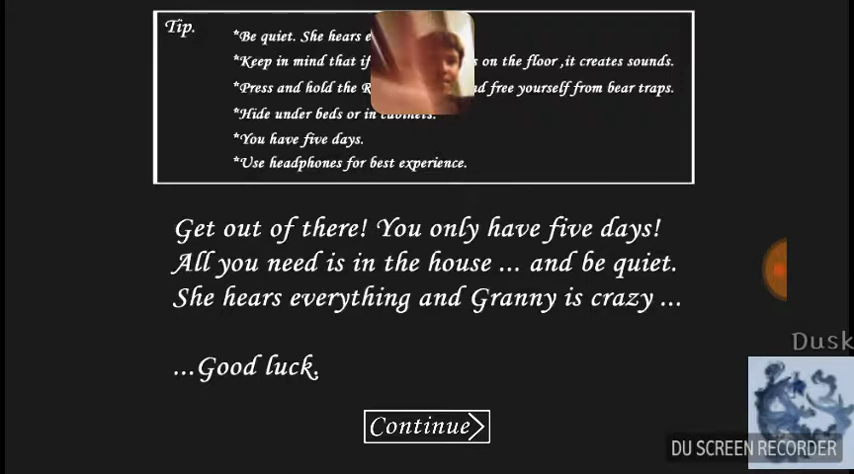 Tip.
*Be quiet. She hears e
*Keep in mind that if s on the floor ,it creates sounds.
*Press and hold the R nd free yourself from bear traps.
*Hide under beds or in cabinets.
*You have five days.
*Use headphones for best experience.
Get out of there! You only have five days!
All you need is in the house ... and be quiet.
She hears everything and Granny is crazy ...
...Good luck.
Continue
Dusk
DU SCREEN RECORDER